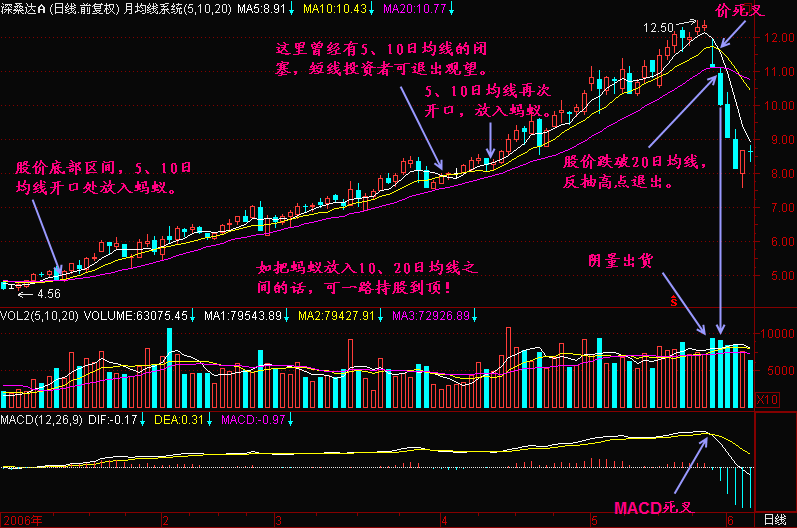 深桑达A (日线.前复权) 月均线系统(5,10,20) MA5:8.91↓ MA10:10.43↓ MA20:10.77↓
价死叉
12.50
这里曾经有5、10日均线的闭
塞，短线投资者可退出观望。
12.00
11.00
5、10日均线再次
开口，放入蚂蚁。
10.00
9.00
股价底部区间，5、10日
均线开口处放入蚂蚁。
股价跌破20日均线，
反抽高点退出。
8.00
7.00
6.00
如把蚂蚁放入10、20日均线之
间的话，可一路持股到顶！
量出货
5.00
4.56
S
VOL2(5,10,20) VOLUME:63075.45↓ MA1:79543.89↓ MA2:79427.91↓ MA3:72926.89↓
10000
5000
X10
MACD(12,26,9) DIF:-0.17↓ DEA:0.31↓ MACD:-0.97↓
MACD死叉
2006年 2 3 4 5 6 日线